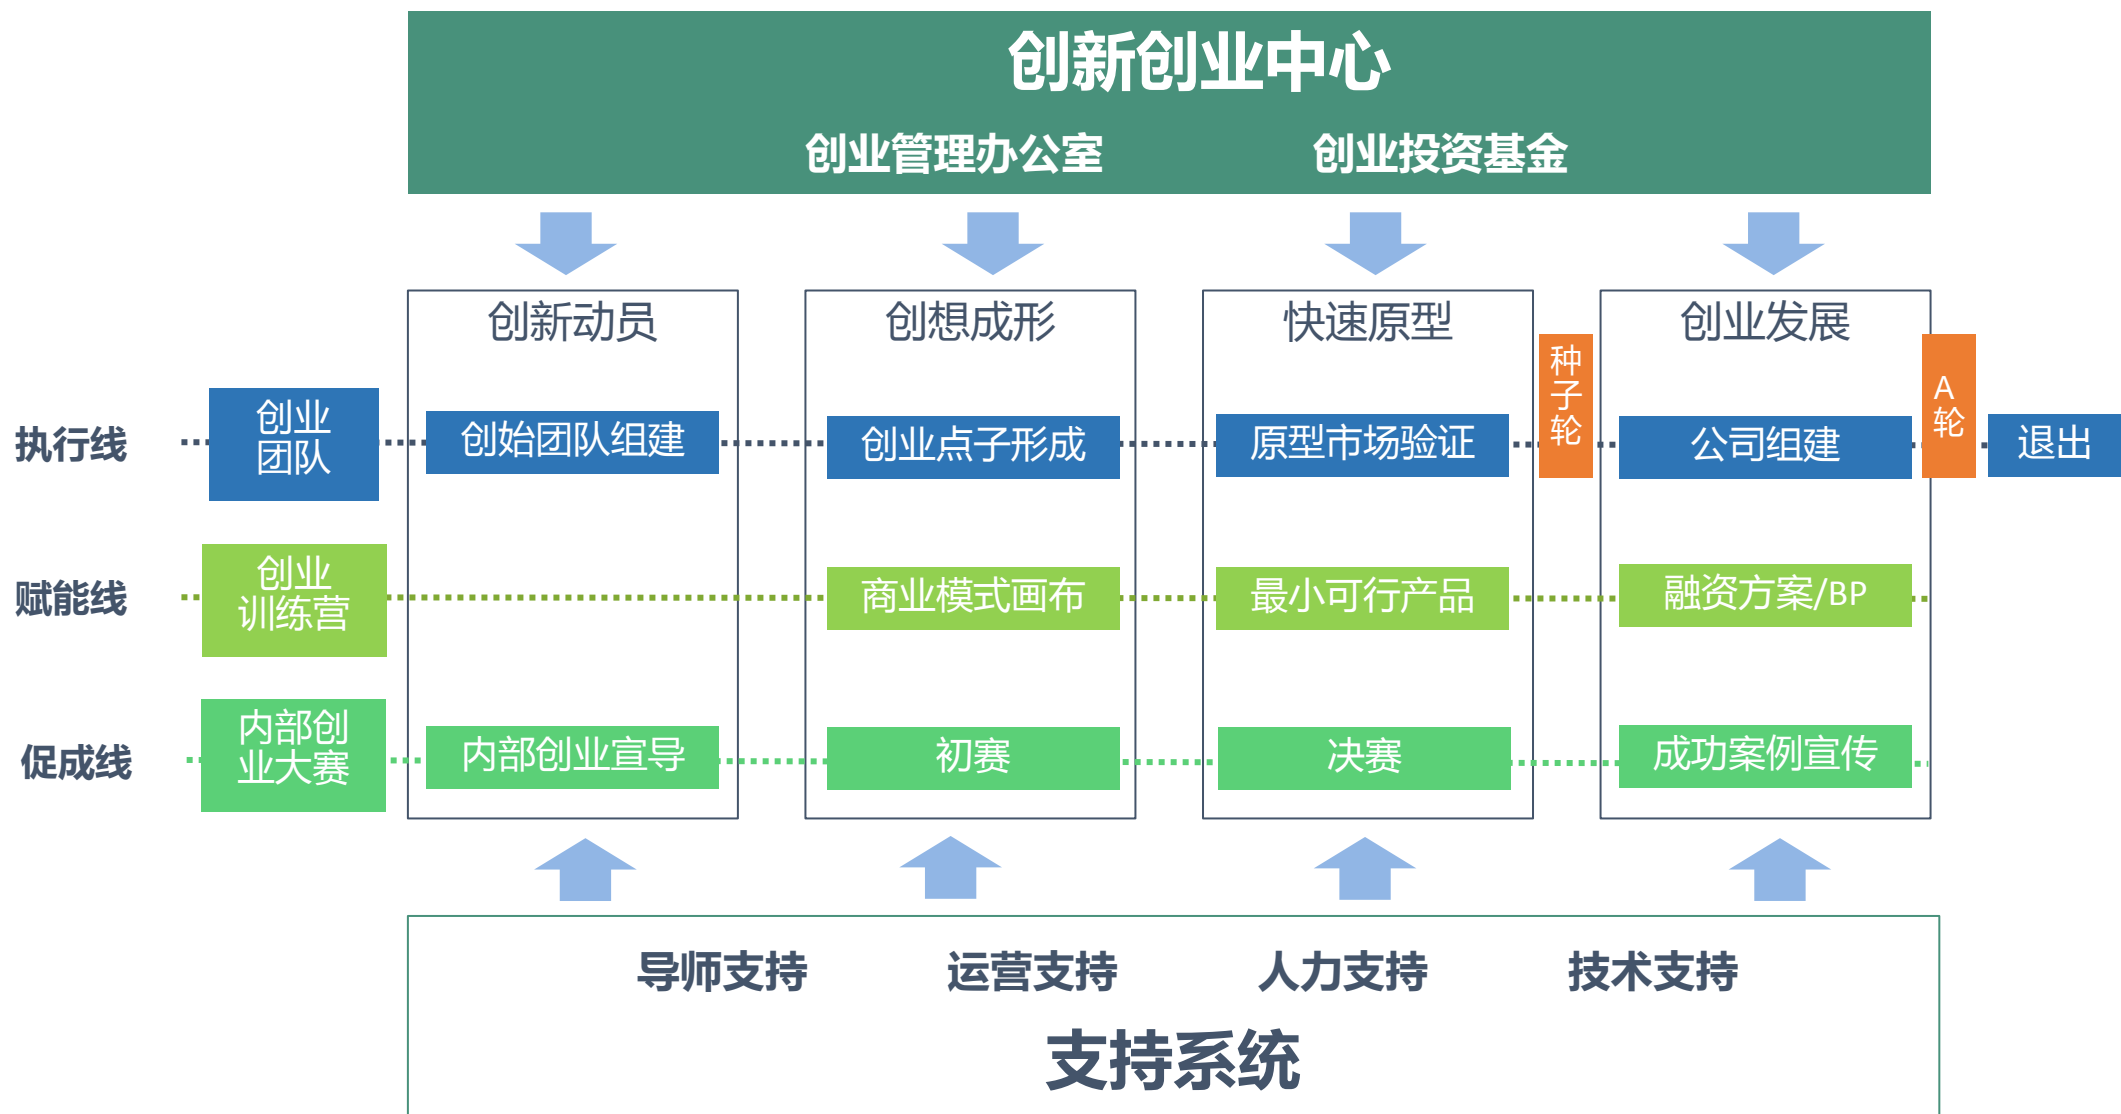 创新创业中心
创业管理办公室
创业投资基金
创新动员
创想成形
快速原型
创业发展
执行线
创业
团队
创始团队组建
创业点子形成
原型市场验证
种
子
轮
公司组建
A
轮
退出
赋能线
创业
训练营
商业模式画布
最小可行产品
融资方案/BP
促成线
内部创
业大赛
内部创业宣导
初赛
决赛
成功案例宣传
导师支持
运营支持
人力支持
技术支持
支持系统